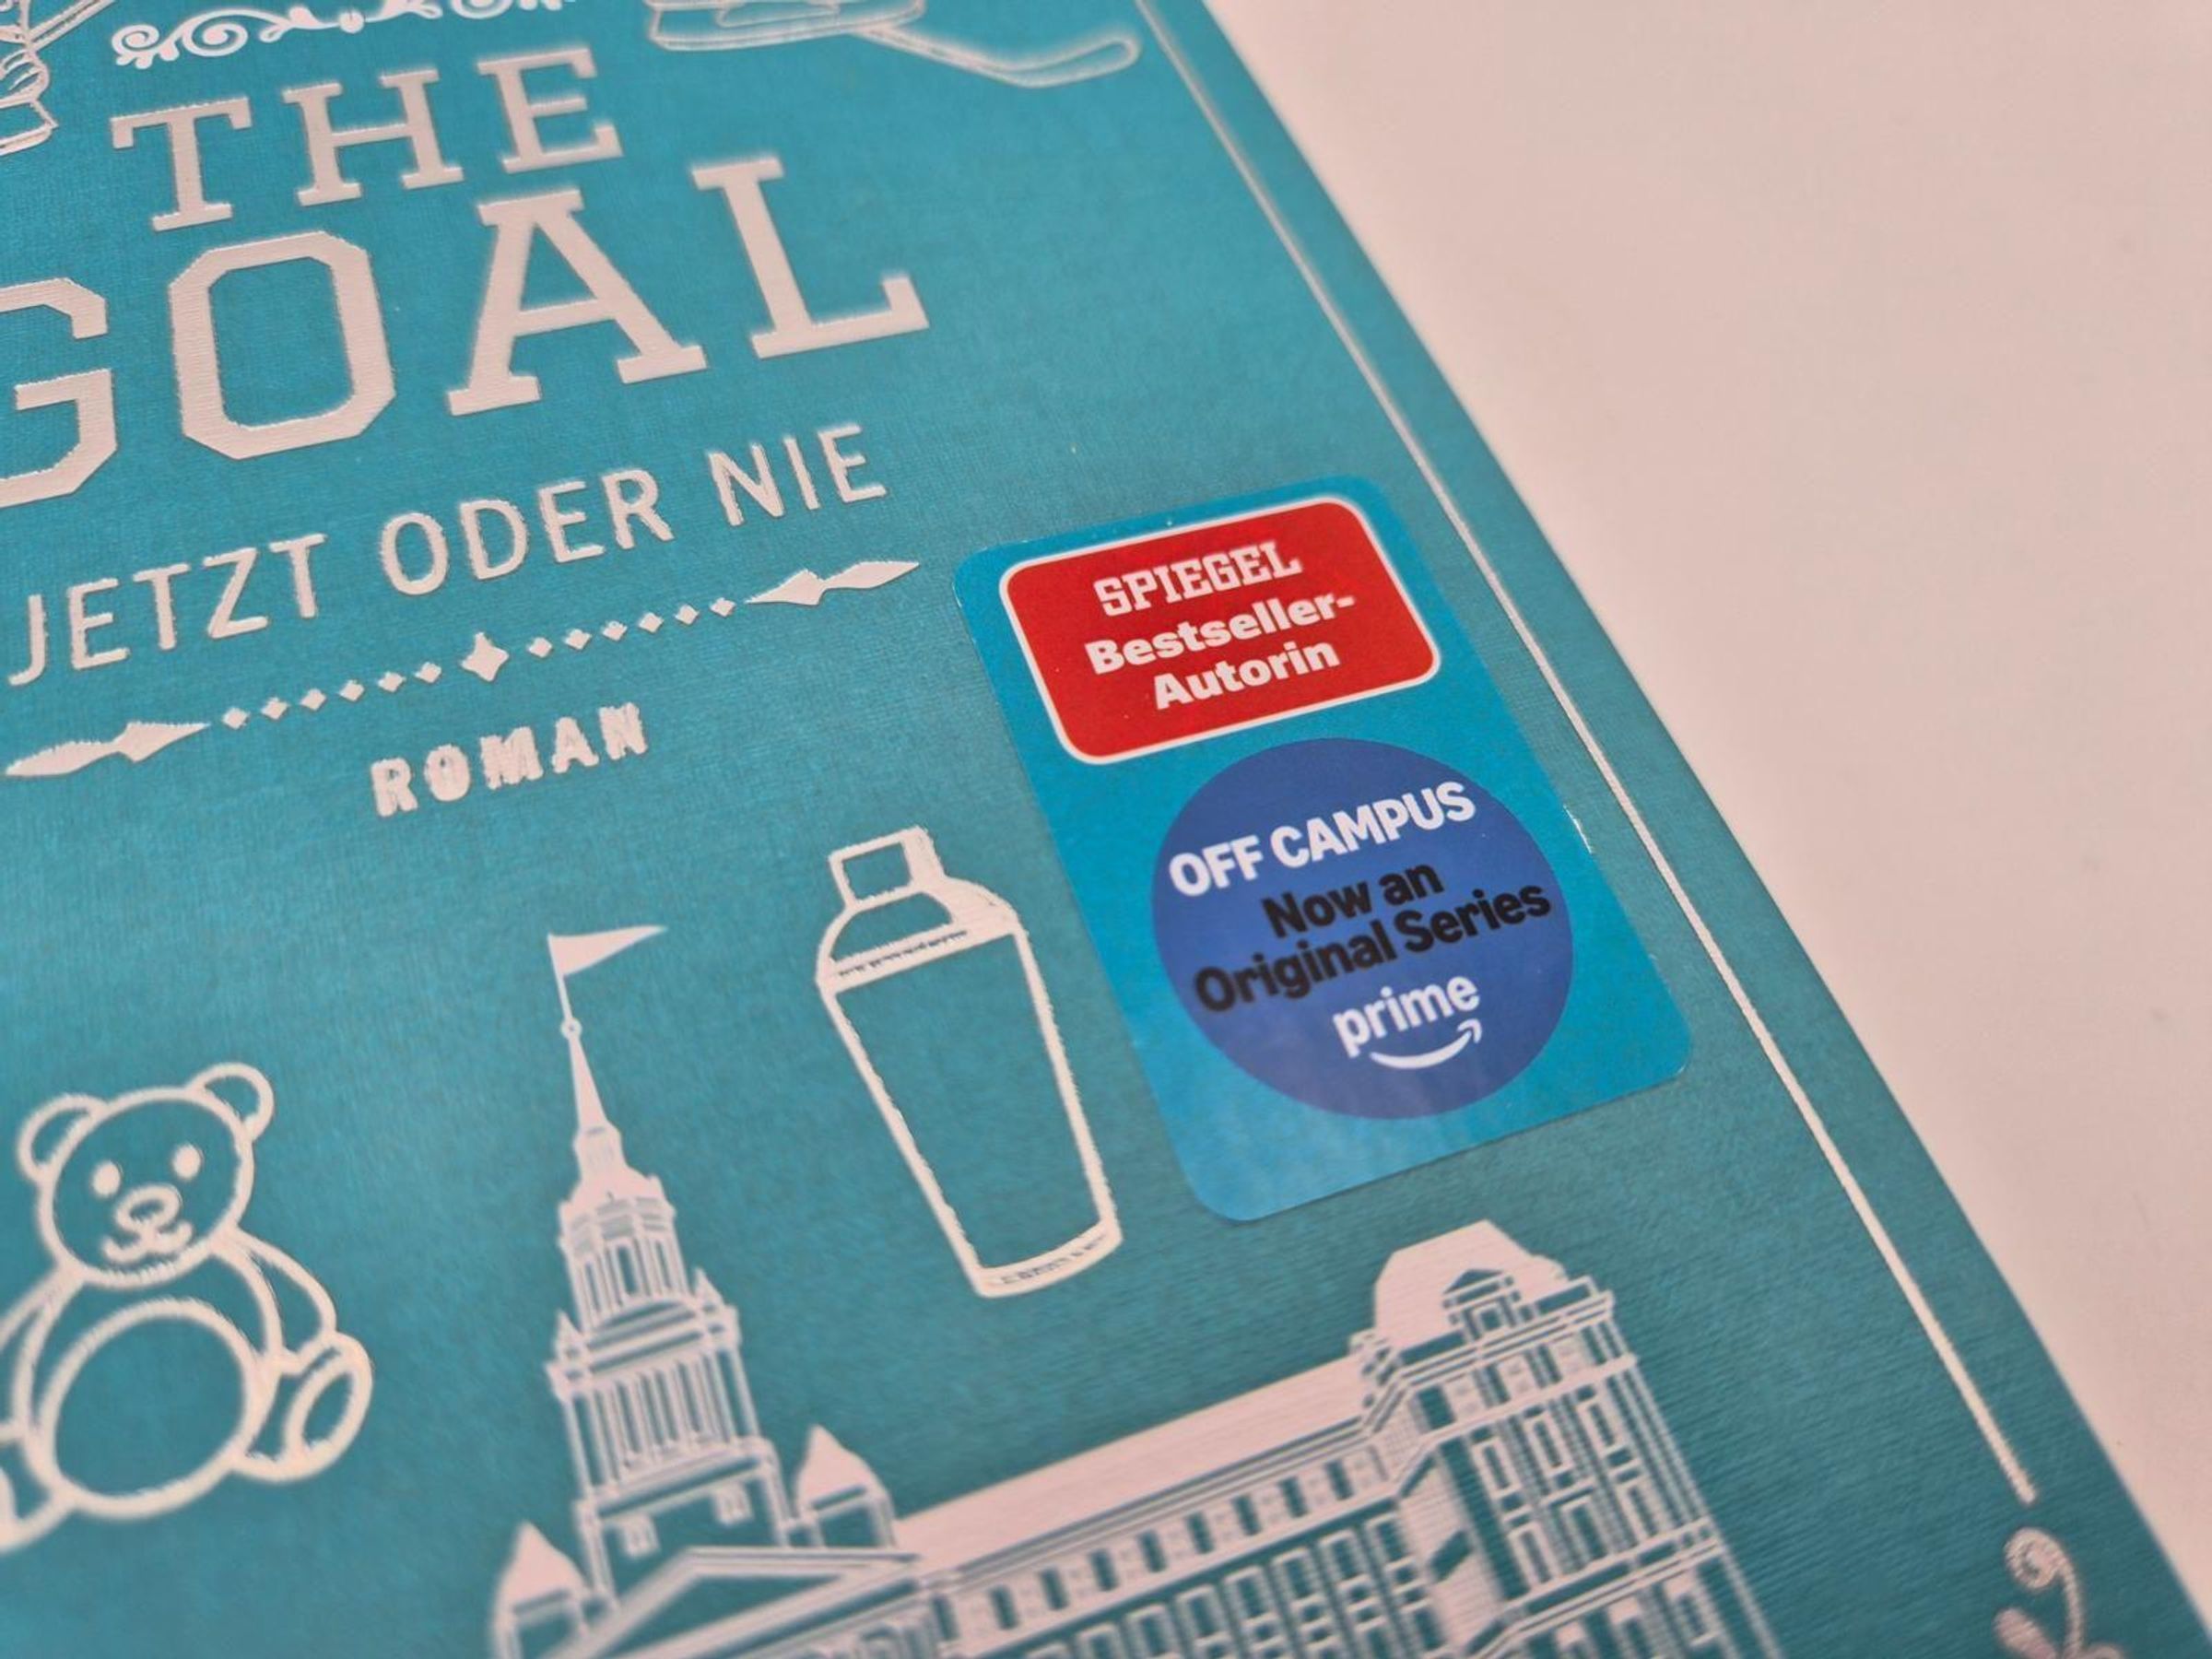 THE
GOAL
JETZT ODER NIE
ROMAN
SPIEGEL
Bestseller-
Autorin
OFF CAMPUS
Now an
Original Series
prime